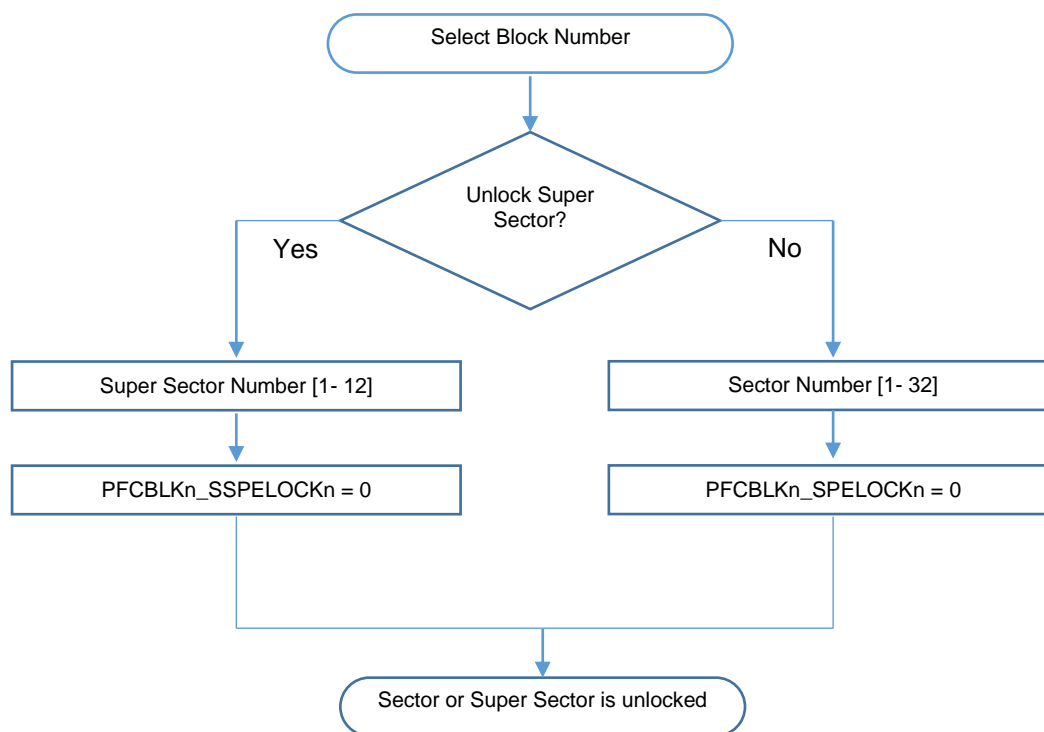 Select Block Number
Unlock Super
Sector?
Yes
No
Super Sector Number [1- 12]
Sector Number [1- 32]
PFCBLKn_SSPELOCKn = 0
PFCBLKn_SPELOCKn = 0
Sector or Super Sector is unlocked